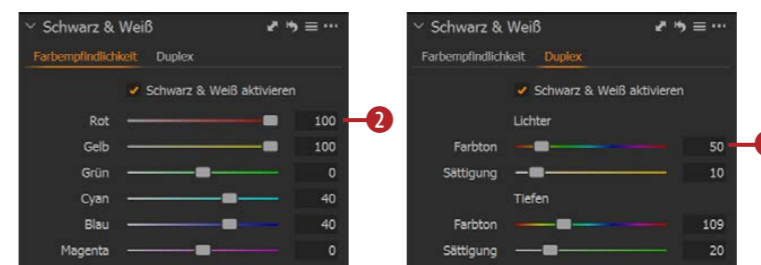 Schwarz & Weiß
Farbempfindlichkeit Duplex
Schwarz & Weiß aktivieren
Rot 100
2
Gelb 100
Grün 0
Cyan 40
Blau 40
Magenta 0
Schwarz & Weiß
Farbempfindlichkeit Duplex
Schwarz & Weiß aktivieren
Lichter
Farbton 50
Sättigung 10
Tiefen
Farbton 109
Sättigung 20